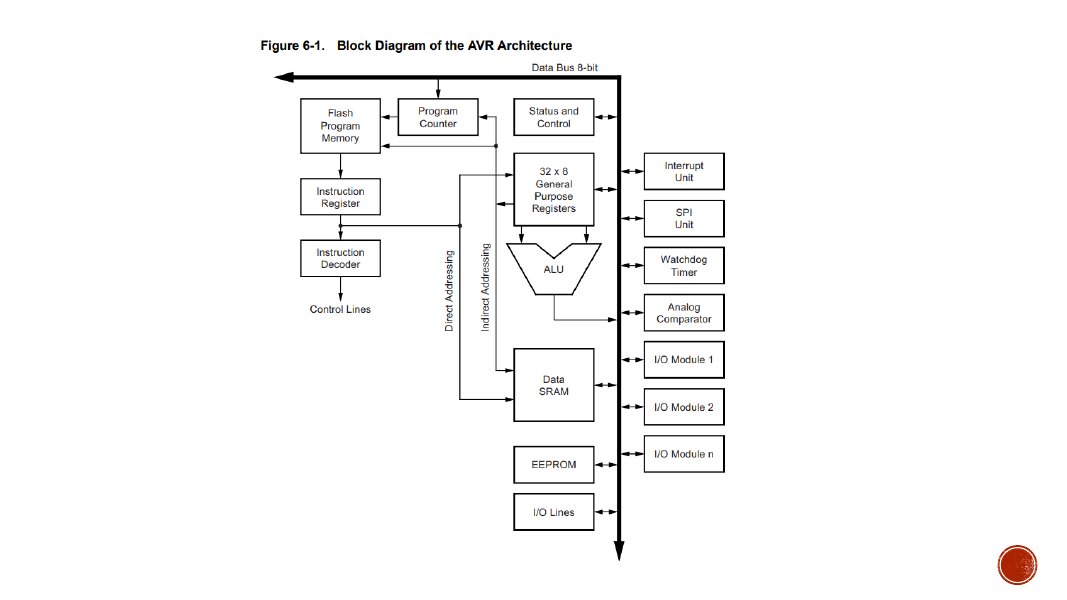 Figure 6-1. Block Diagram of the AVR Architecture
Data Bus 8-bit
Flash
Program
Memory
Program
Counter
Status and
Control
32 x 8
General
Purpose
Registers
Interrupt
Unit
Instruction
Register
SPI
Unit
Instruction
Decoder
ALU
Watchdog
Timer
Control Lines
Direct Addressing
Indirect Addressing
Analog
Comparator
I/O Module 1
Data
SRAM
I/O Module 2
I/O Module n
EEPROM
I/O Lines